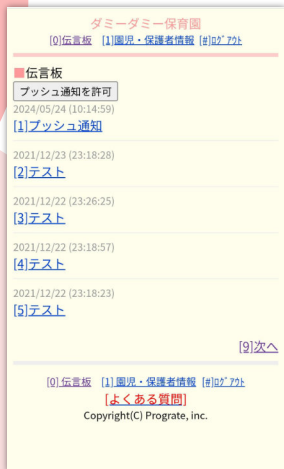 ダミーダミー保育園
[0]伝言板 [1]園児・保護者情報 [#]ﾛｸﾞｱｳﾄ
■伝言板
プッシュ通知を許可
2024/05/24 (10:14:59)
[1]プッシュ通知
2021/12/23 (23:18:28)
[2]テスト
2021/12/22 (23:26:25)
[3]テスト
2021/12/22 (23:18:57)
[4]テスト
2021/12/22 (23:18:23)
[5]テスト
[9]次へ
[0]伝言板 [1]園児・保護者情報 [#]ﾛｸﾞｱｳﾄ
[よくある質問]
Copyright(C) Prograte, inc.